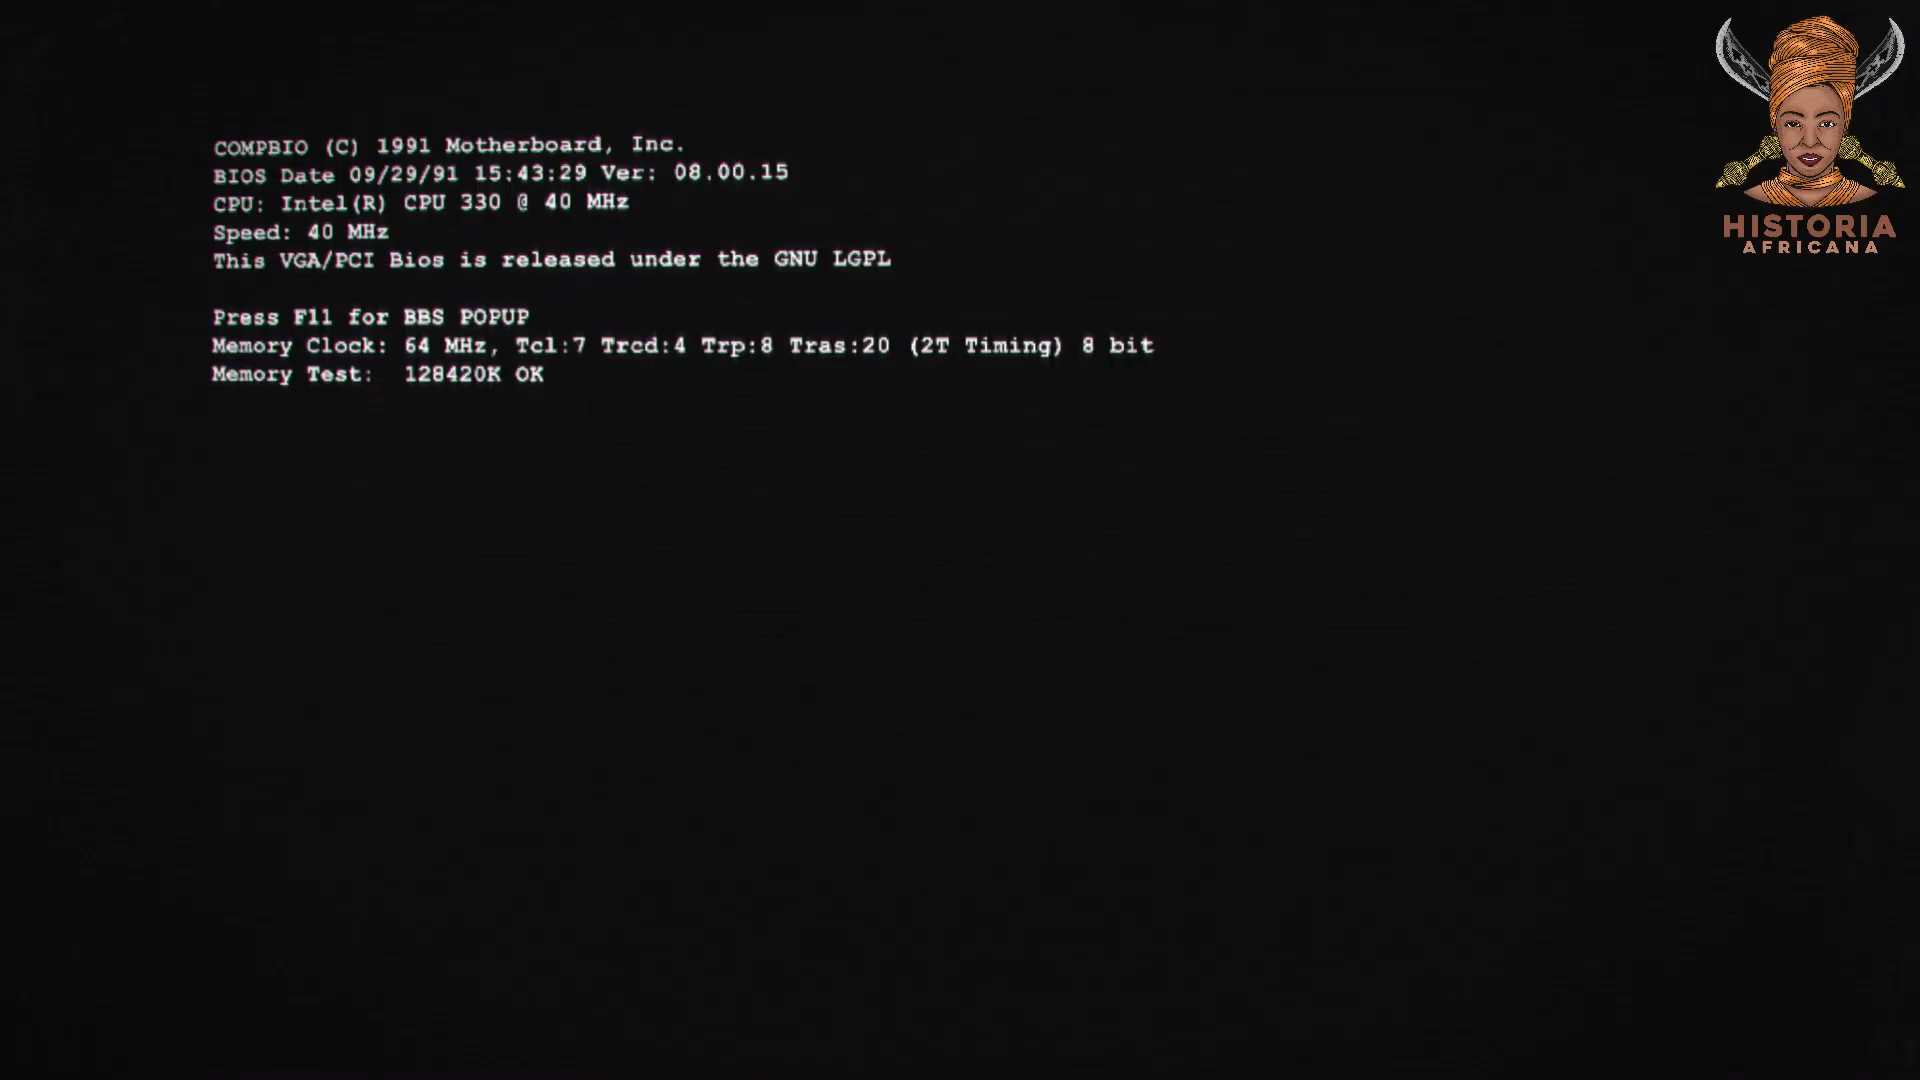 COMPBIO (C) 1991 Motherboard, Inc.
BIOS Date 09/29/91 15:43:29 Ver: 08.00.15
CPU: Intel(R) CPU 330 @ 40 MHz
Speed: 40 MHz
This VGA/PCI Bios is released under the GNU LGPL
Press F11 for BBS POPUP
Memory Clock: 64 MHz, Tcl:7 Trcd:4 Trp:8 Tras:20 (2T Timing) 8 bit
Memory Test: 128420K OK
HISTORIA
AFRICANA